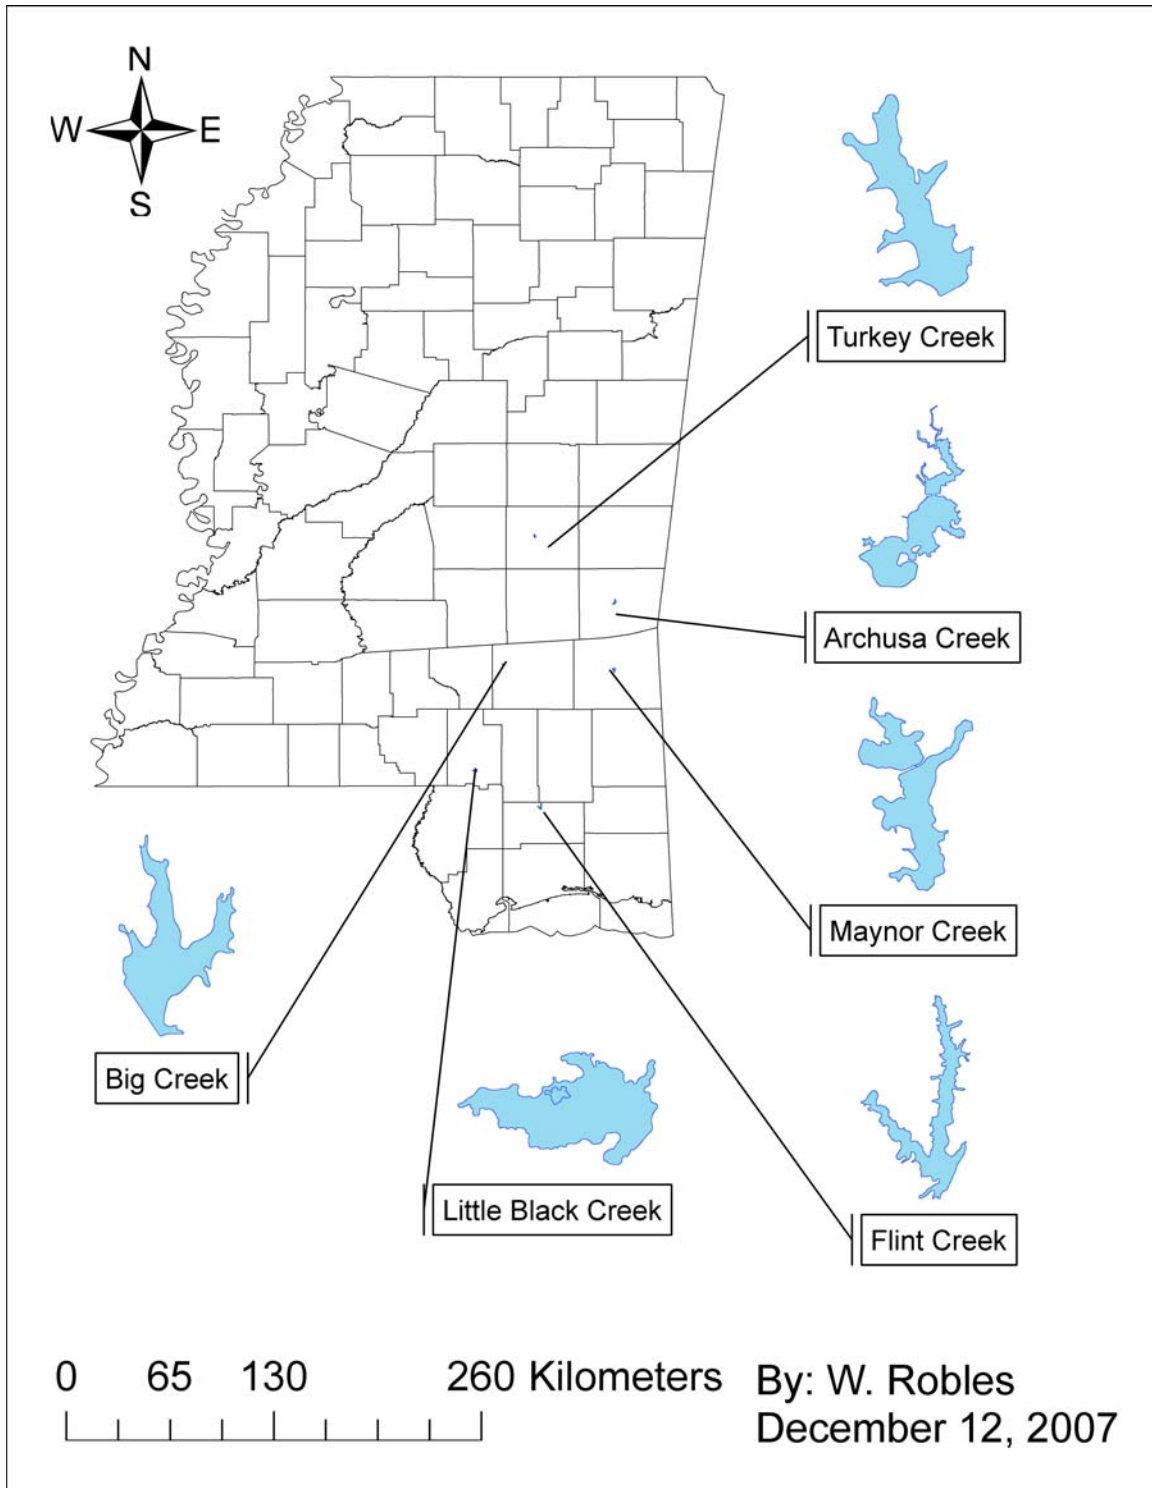 N
W E
S
Turkey Creek
Archusa Creek
Maynor Creek
Big Creek
Little Black Creek
Flint Creek
0 65 130 260 Kilometers
By: W. Robles
December 12, 2007